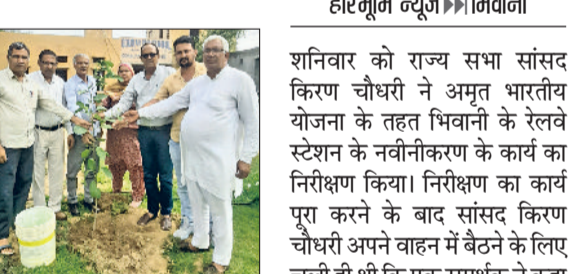 हरिभूमि न्यूज ▶▶ भिवानी
शनिवार को राज्य सभा सांसद
किरण चौधरी ने अमृत भारतीय
योजना के तहत भिवानी के रेलवे
स्टेशन के नवीनीकरण के कार्य का
निरीक्षण किया। निरीक्षण का कार्य
पूरा करने के बाद सांसद किरण
चौधरी अपने वाहन में बैठने के लिए